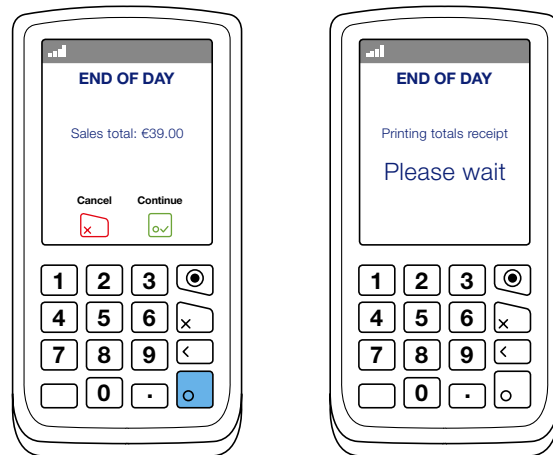 END OF DAY
Sales total: €39.00
Cancel Continue
1 2 3
4 5 6
7 8 9
0 .
END OF DAY
Printing totals receipt
Please wait
1 2 3
4 5 6
7 8 9
0 .